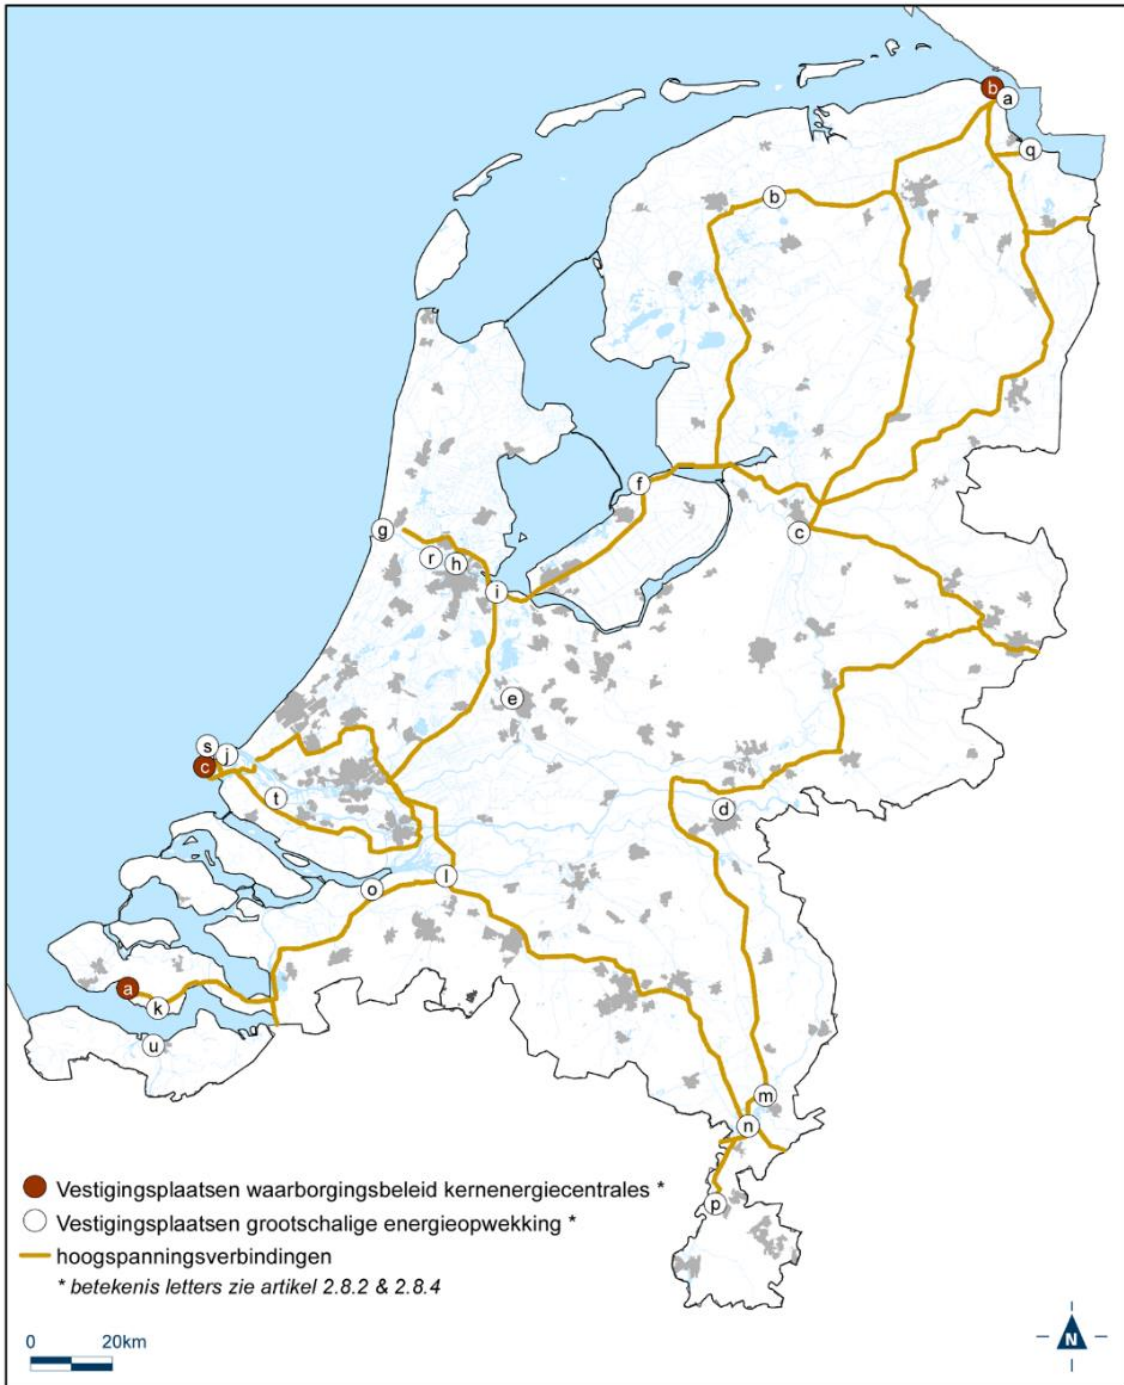 b
a
q
b
f
g
c
r
h
i
e
s
j
c
t
d
l
o
a
k
u
m
n
p
Vestigingsplaatsen waarborgingsbeleid kernenergiecentrales *
Vestigingsplaatsen grootschalige energieopwekking *
hoogspanningsverbindingen
* betekenis letters zie artikel 2.8.2 & 2.8.4
0 20km
N